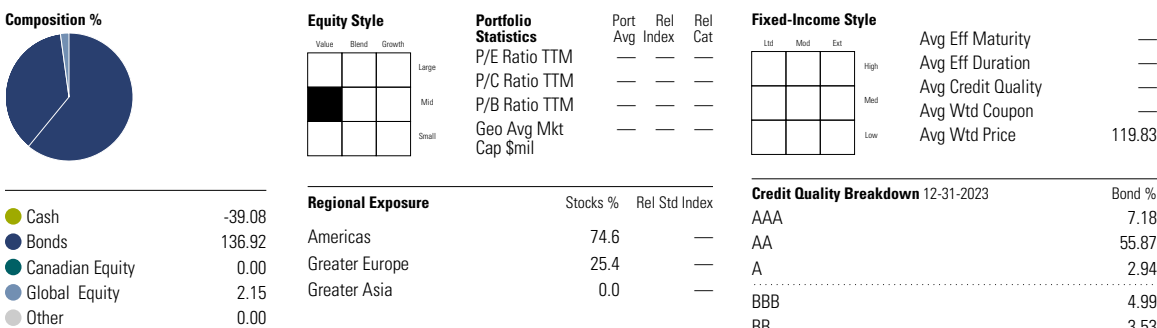 Composition %
Cash -39.08
Bonds 136.92
Canadian Equity 0.00
Global Equity 2.15
Other 0.00
Equity Style
Value Blend Growth
Large
Mid
Small
Portfolio Statistics Port Avg Rel Index Rel Cat
P/E Ratio TTM — — —
P/C Ratio TTM — — —
P/B Ratio TTM — — —
Geo Avg Mkt Cap $mil — — —
Regional Exposure Stocks % Rel Std Index
Americas 74.6 —
Greater Europe 25.4 —
Greater Asia 0.0 —
Fixed-Income Style
Ltd Mod Ext
High
Med
Low
Avg Eff Maturity —
Avg Eff Duration —
Avg Credit Quality —
Avg Wtd Coupon —
Avg Wtd Price 119.83
Credit Quality Breakdown 12-31-2023 Bond %
AAA 7.18
AA 55.87
A 2.94
BBB 4.99
BB 3.53